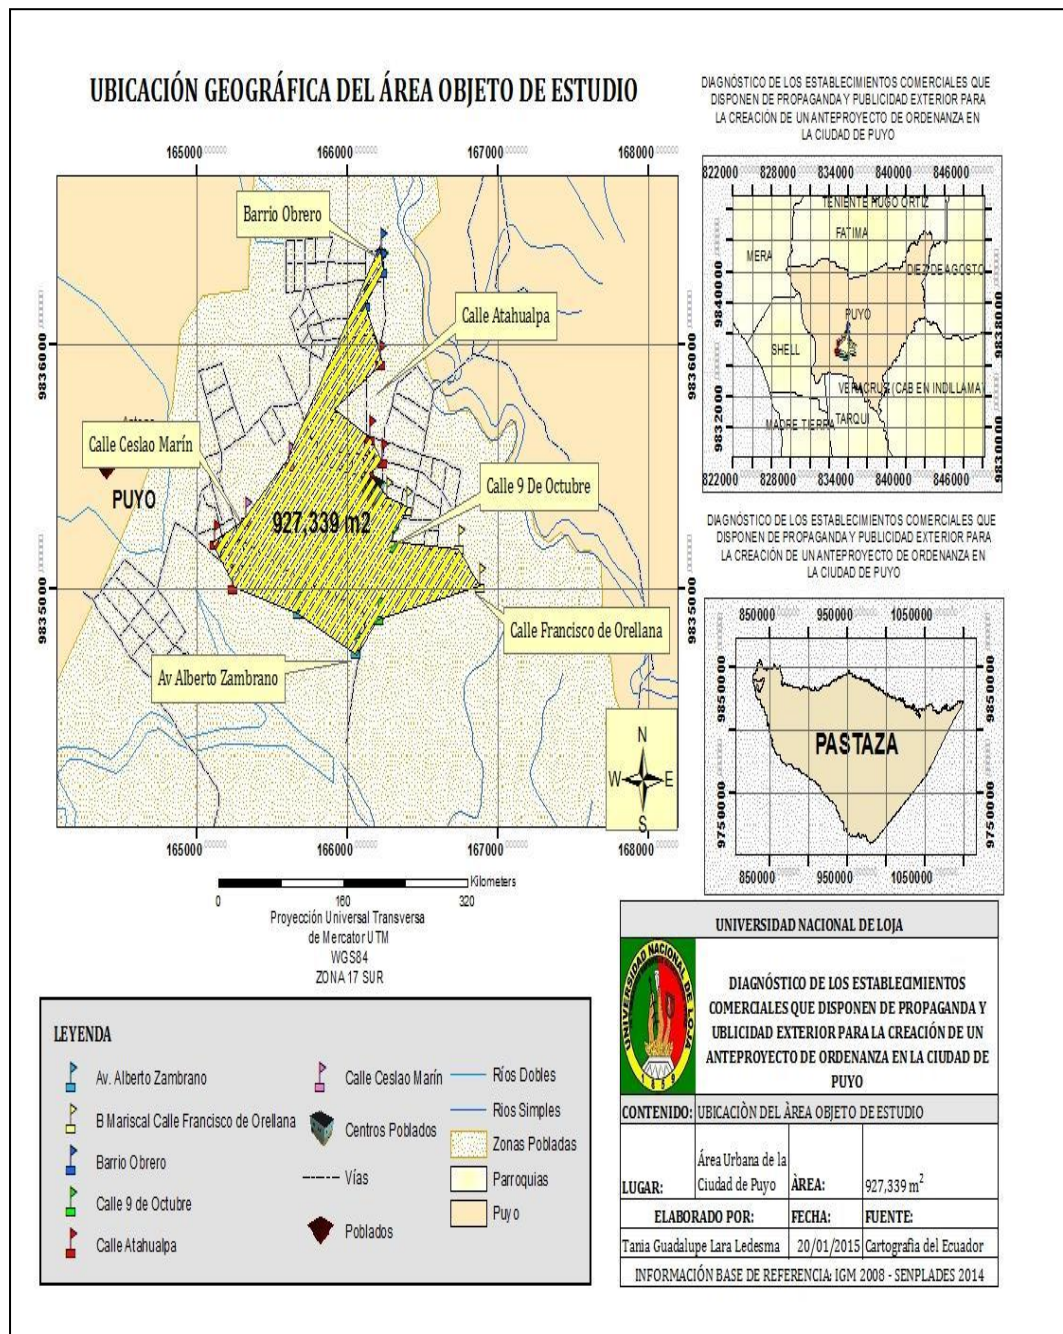 UBICACIÓN GEOGRÁFICA DEL ÁREA OBJETO DE ESTUDIO
165000 166000 167000 168000
Barrio Obrero
Calle Atahualpa
9836000
9836000
Calle Ceslao Marín
PUYO
Calle 9 De Octubre
927,339 m2
9835000
9835000
Calle Francisco de Orellana
Av Alberto Zambrano
N
W E
S
165000 166000 167000 168000
Kilometers
0 160 320
Proyección Universal Transversa
de Mercator UTM
WGS84
ZONA 17 SUR
DIAGNÓSTICO DE LOS ESTABLECIMIENTOS COMERCIALES QUE
DISPONEN DE PROPAGANDA Y PUBLICIDAD EXTERIOR PARA
LA CREACIÓN DE UN ANTEPROYECTO DE ORDENANZA EN
LA CIUDAD DE PUYO
822000 828000 834000 840000 846000
TENIENTE HUGO ORTIZ
FATIMA
MERA
DIEZ DE AGOSTO
9840000
9838000
PUYO
SHELL
VERACRUZ (CAB EN INDILLAMA)
TARQUI
MADRE TIERRA
9832000
9830000
822000 828000 834000 840000 846000
DIAGNÓSTICO DE LOS ESTABLECIMIENTOS COMERCIALES QUE
DISPONEN DE PROPAGANDA Y PUBLICIDAD EXTERIOR PARA
LA CREACIÓN DE UN ANTEPROYECTO DE ORDENANZA EN
LA CIUDAD DE PUYO
850000 950000 1050000
9850000
9850000
PASTAZA
9750000
9750000
850000 950000 1050000
LEYENDA
Av. Alberto Zambrano
B Mariscal Calle Francisco de Orellana
Barrio Obrero
Calle 9 de Octubre
Calle Atahualpa
Calle Ceslao Marín
Centros Poblados
Vías
Poblados
Ríos Dobles
Ríos Simples
Zonas Pobladas
Parroquias
Puyo
UNIVERSIDAD NACIONAL DE LOJA
UNIVERSIDAD NACIONAL DE LOJA
1859
DIAGNÓSTICO DE LOS ESTABLECIMIENTOS
COMERCIALES QUE DISPONEN DE PROPAGANDA Y
UBLICIDAD EXTERIOR PARA LA CREACIÓN DE UN
ANTEPROYECTO DE ORDENANZA EN LA CIUDAD DE
PUYO
CONTENIDO: UBICACIÒN DEL ÀREA OBJETO DE ESTUDIO
LUGAR: Área Urbana de la
Ciudad de Puyo ÀREA: 927,339 m²
ELABORADO POR: FECHA: FUENTE:
Tania Guadalupe Lara Ledesma 20/01/2015 Cartografia del Ecuador
INFORMACIÓN BASE DE REFERENCIA: IGM 2008 - SENPLADES 2014